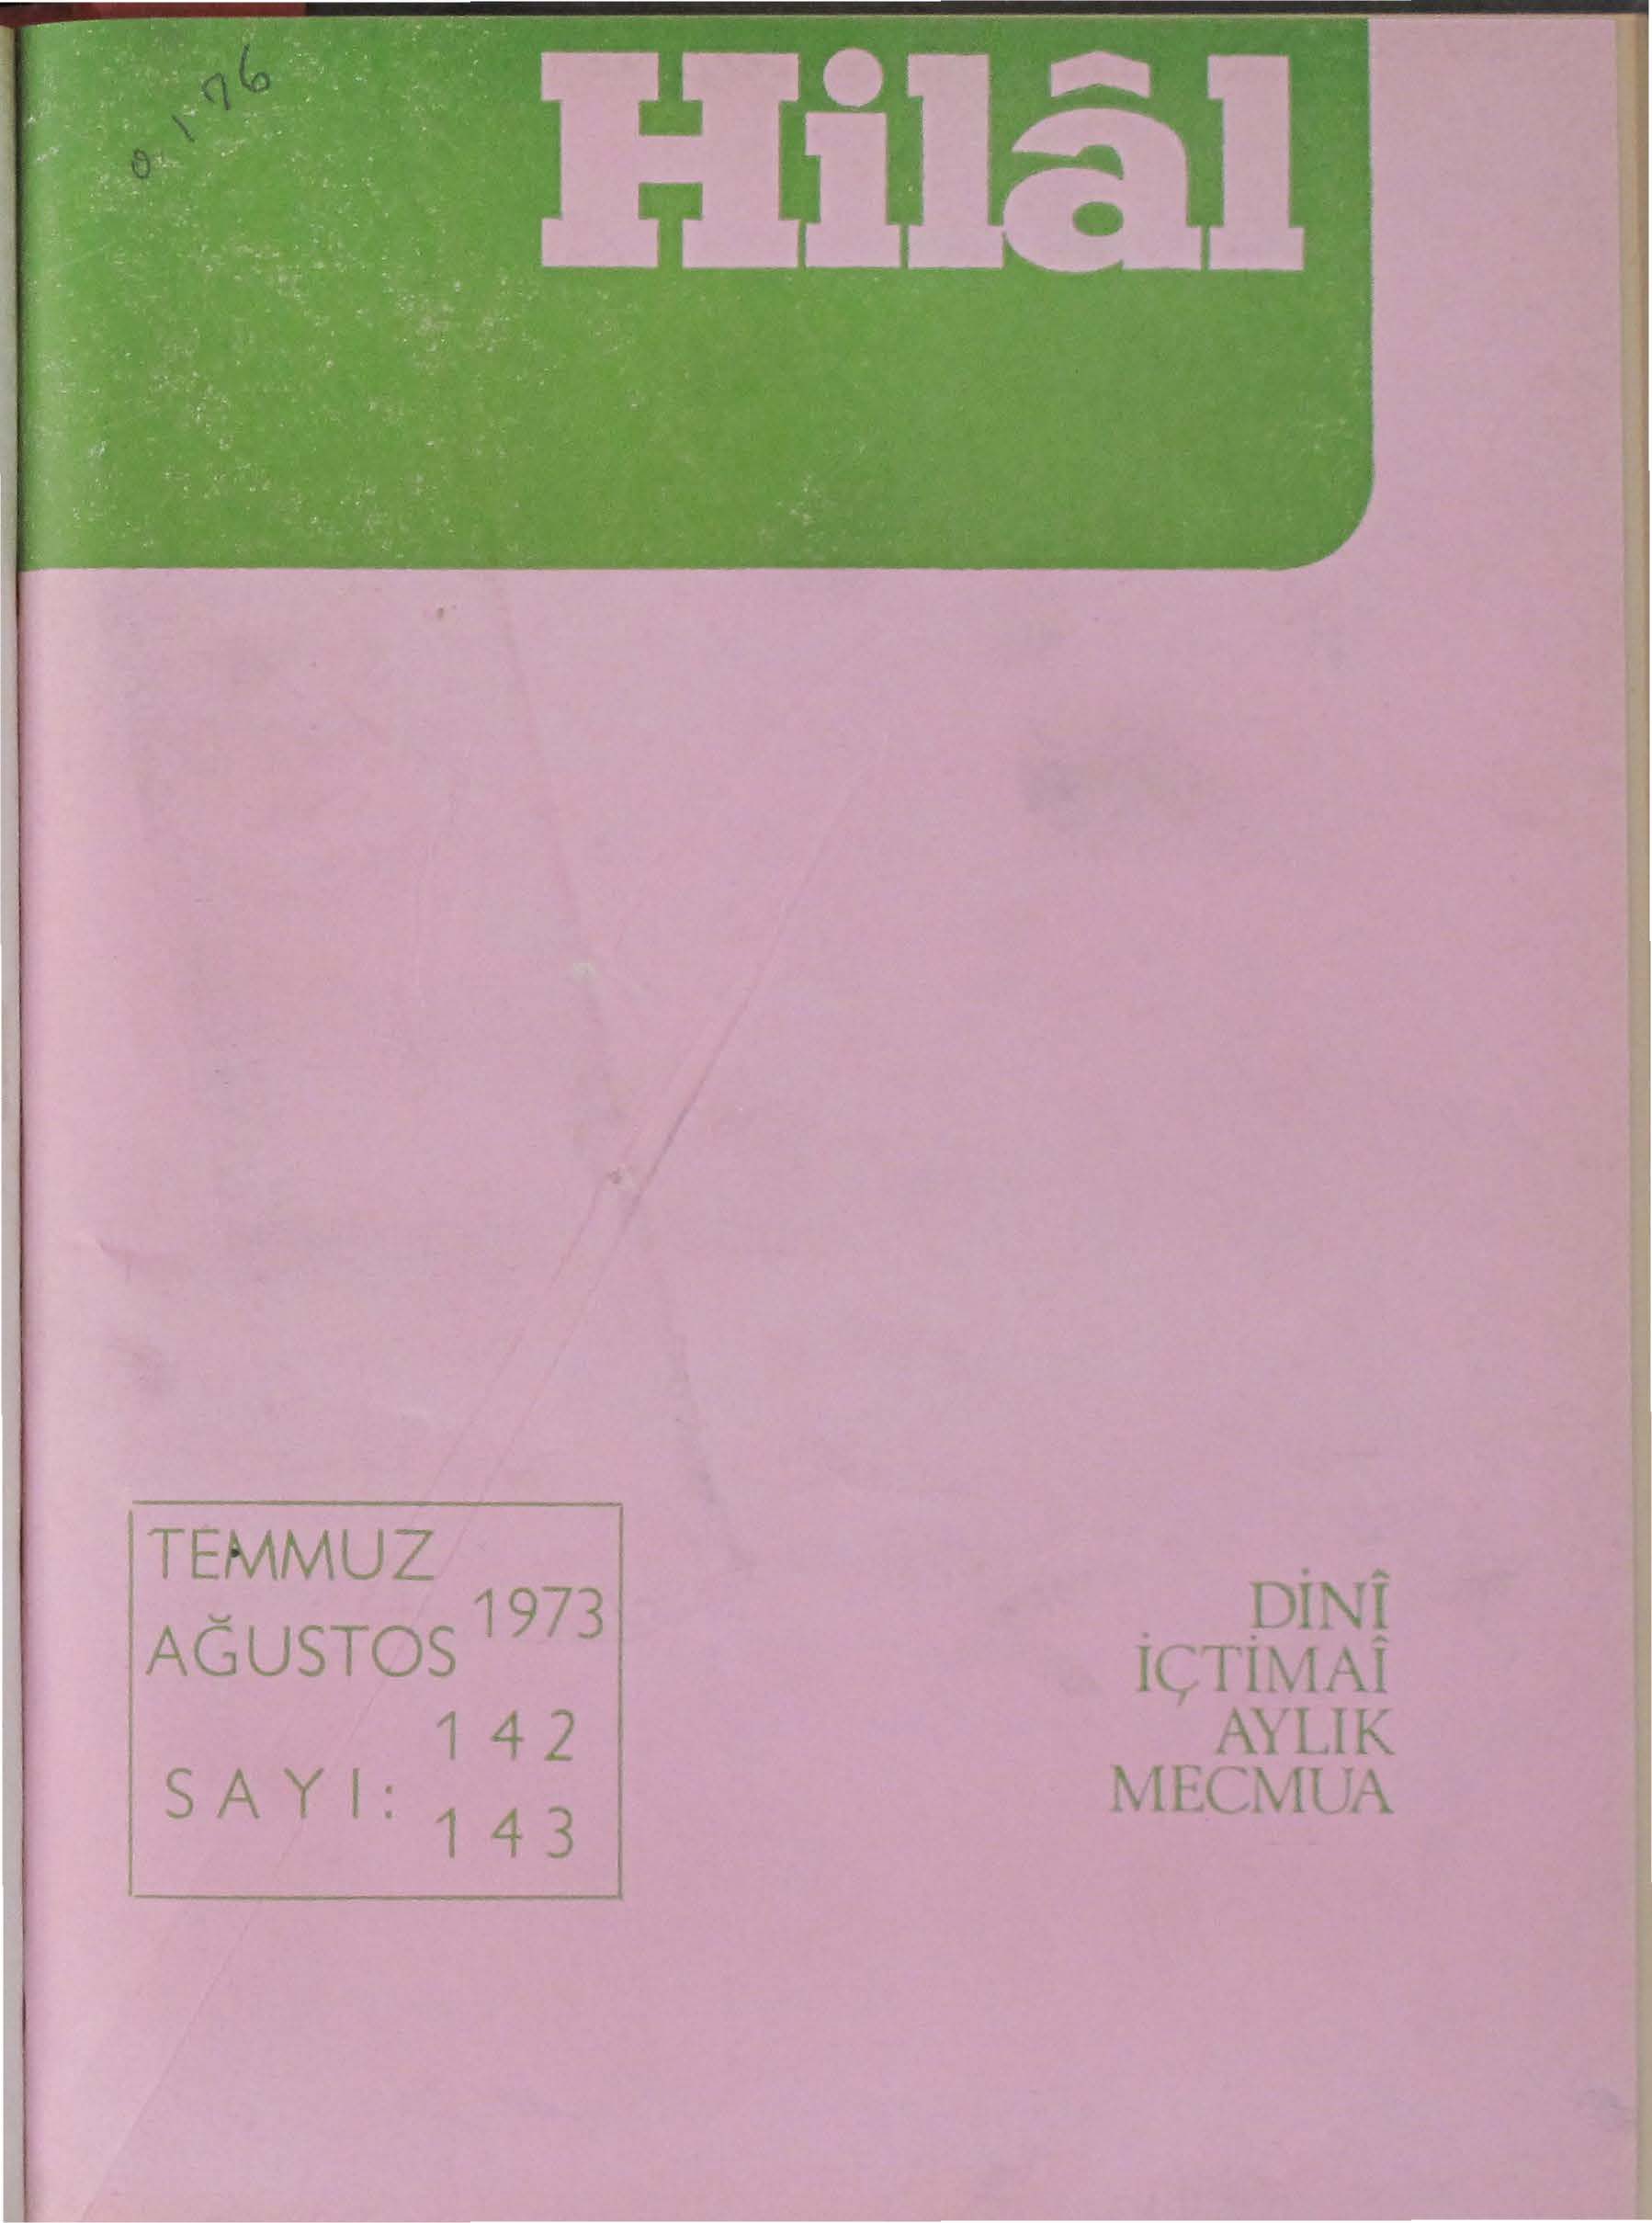 0176
Hilâl
TEMMUZ
AĞUSTOS 1973
142
SAYI:
143
DİNÎ
İÇTİMAÎ
AYLIK
MECMUA